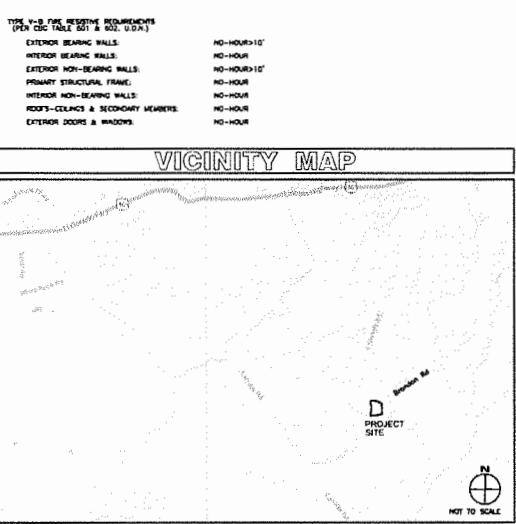 TYPE V-B FIRE RESISTIVE REQUIREMENTS
(PER CBC TABLE 601 & 602, U.O.N.)
EXTERIOR BEARING WALLS: NO-HOUR>10'
INTERIOR BEARING WALLS: NO-HOUR
EXTERIOR NON-BEARING WALLS: NO-HOUR>10'
PRIMARY STRUCTURAL FRAME: NO-HOUR
INTERIOR NON-BEARING WALLS: NO-HOUR
ROOFS-CEILINGS & SECONDARY MEMBERS: NO-HOUR
EXTERIOR DOORS & WINDOWS: NO-HOUR
VICINITY MAP
Brandon Rd
PROJECT
SITE
N
NOT TO SCALE